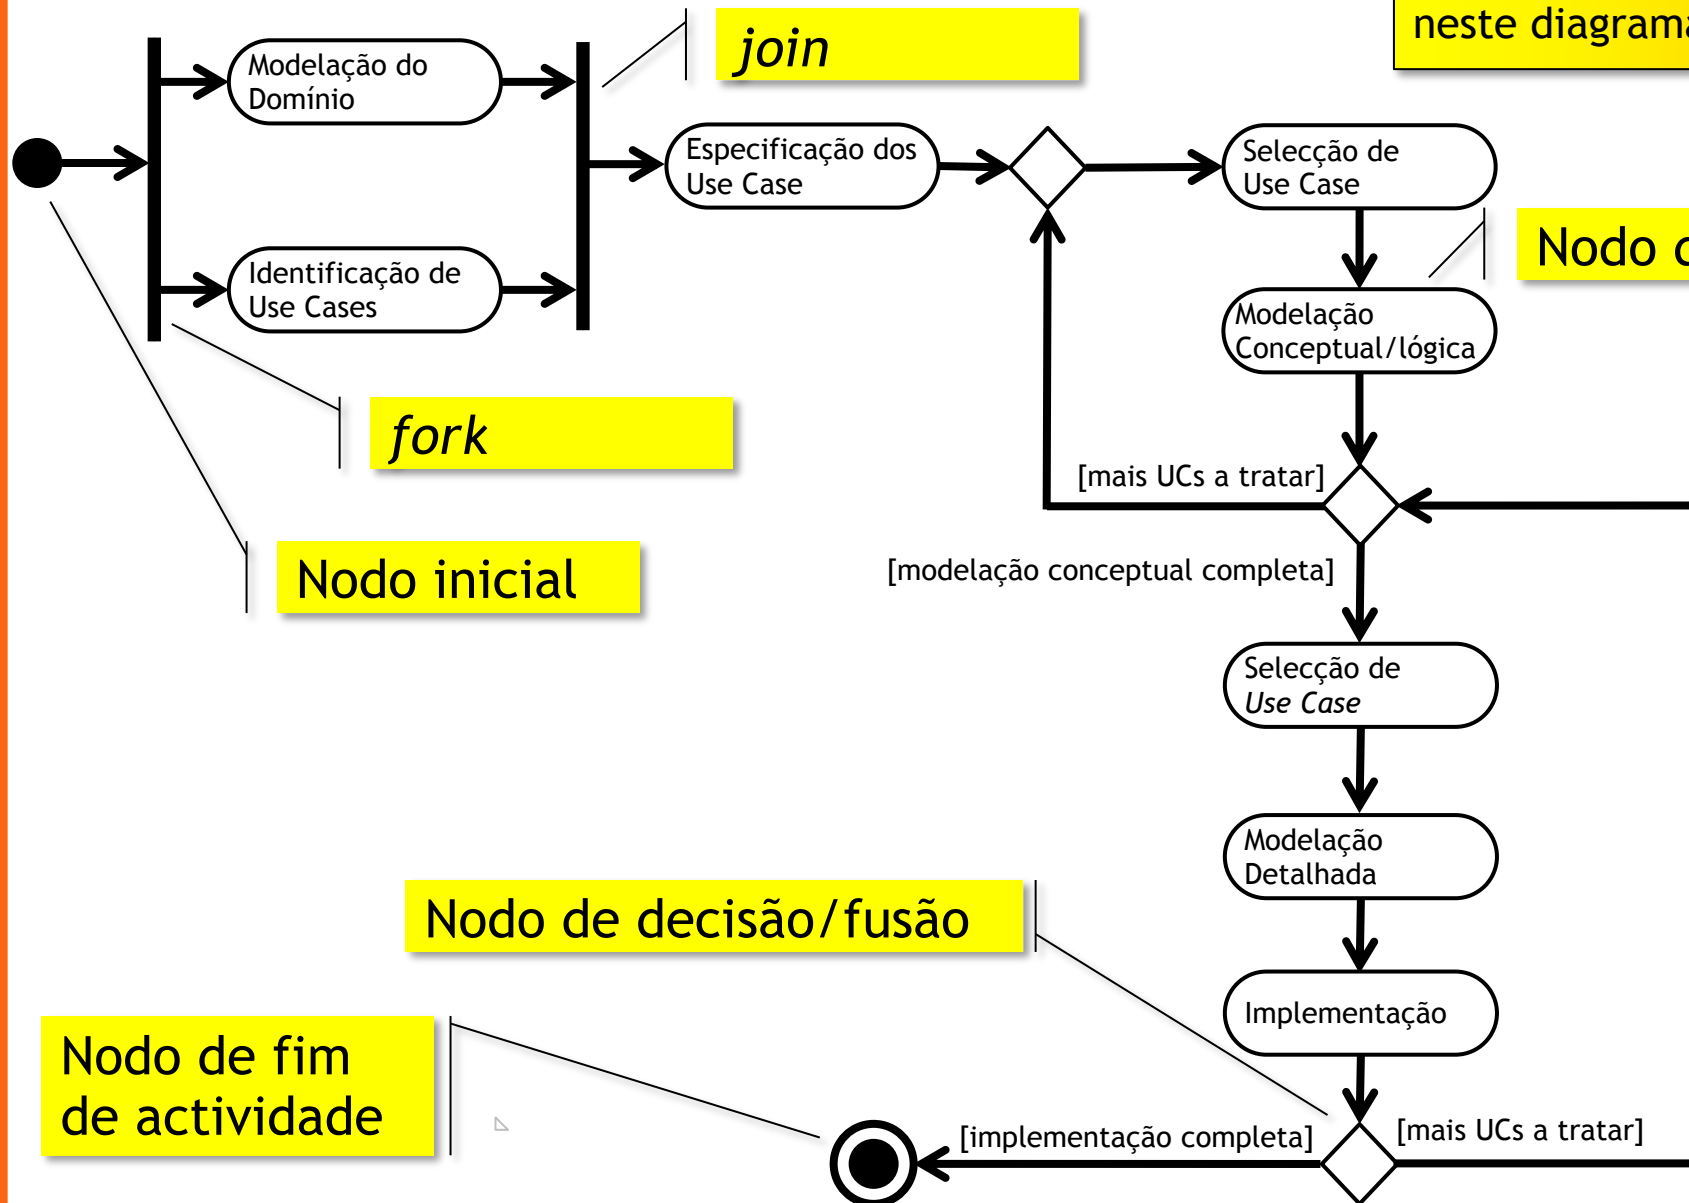 neste diagrama
join
Modelação do
Domínio
Especificação dos
Use Case
Selecção de
Use Case
Nodo
Identificação de
Use Cases
Modelação
Conceptual/lógica
fork
[mais UCs a tratar]
Nodo inicial
[modelação conceptual completa]
Selecção de
Use Case
Modelação
Detalhada
Nodo de decisão/fusão
Implementação
Nodo de fim
de actividade
[implementação completa]
[mais UCs a tratar]